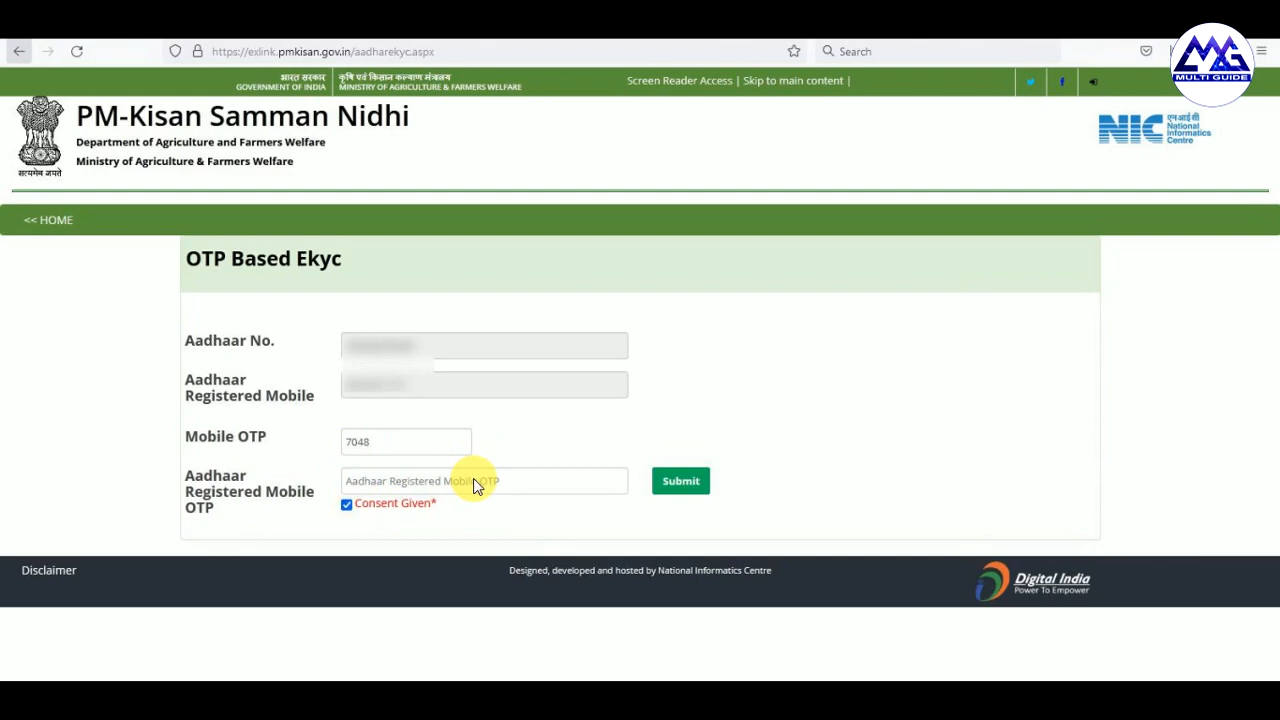 https://exlink.pmkisan.gov.in/aadharekyc.aspx
Search
MG
MULTI GUIDE
भारत सरकार
GOVERNMENT OF INDIA
कृषि एवं किसान कल्याण मंत्रालय
MINISTRY OF AGRICULTURE & FARMERS WELFARE
Screen Reader Access | Skip to main content |
PM-Kisan Samman Nidhi
Department of Agriculture and Farmers Welfare
Ministry of Agriculture & Farmers Welfare
सत्यमेव जयते
NIC
एन आई सी
National
Informatics
Centre
<< HOME
OTP Based Ekyc
Aadhaar No.
Aadhaar
Registered Mobile
Mobile OTP
7048
Aadhaar
Registered Mobile
OTP
Aadhaar Registered Mobile OTP
Submit
Consent Given*
Disclaimer
Designed, developed and hosted by National Informatics Centre
Digital India
Power To Empower